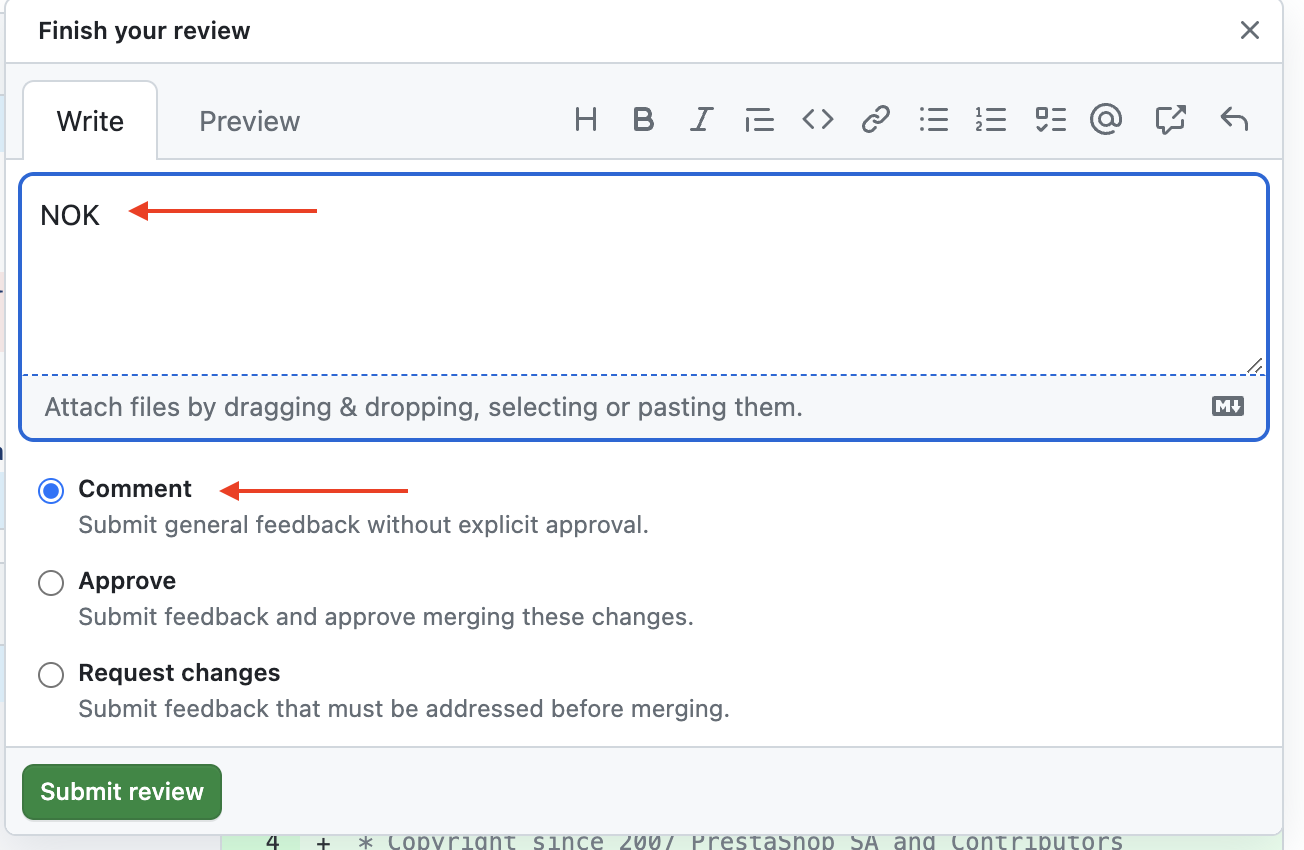 Finish your review
Write
Preview
NOK
Attach files by dragging & dropping, selecting or pasting them.
Comment
Submit general feedback without explicit approval.
Approve
Submit feedback and approve merging these changes.
Request changes
Submit feedback that must be addressed before merging.
Submit review
4 + * Copyright since 2007 PrestaShop SA and Contributors